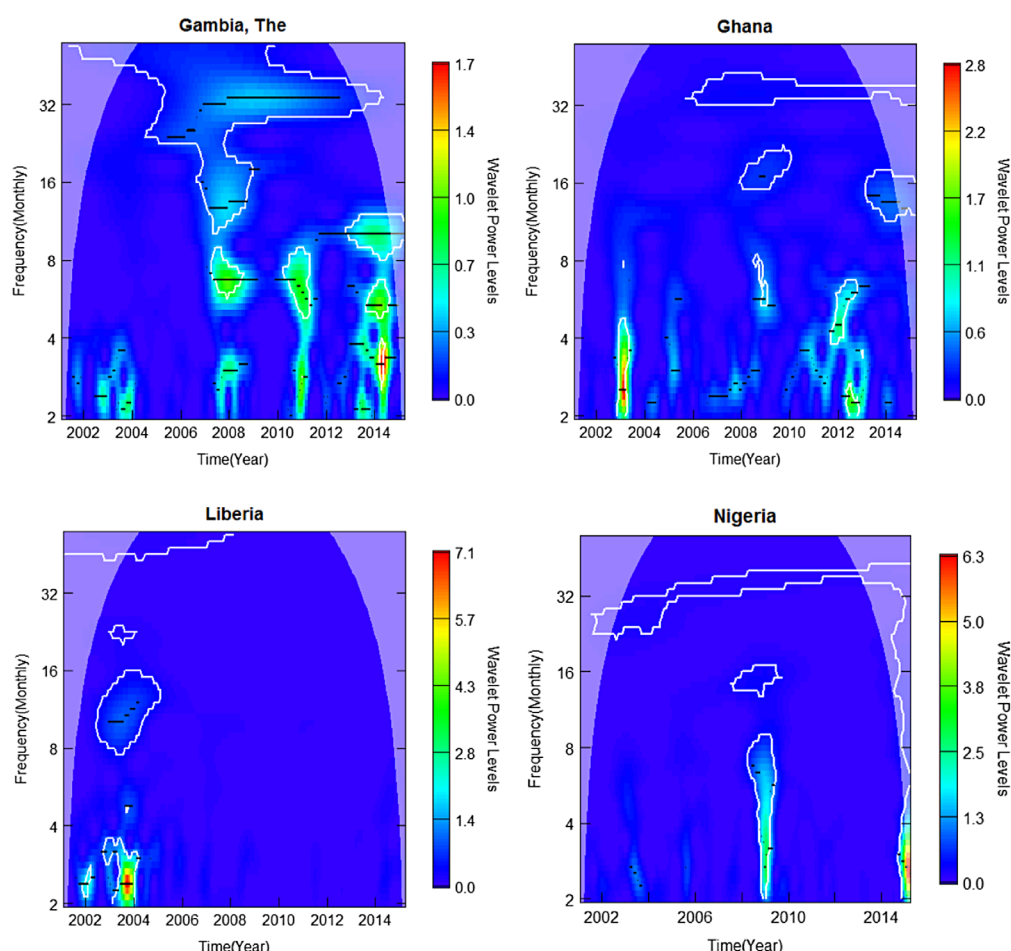 Gambia, The
Frequency(Monthly)
32
16
8
4
2
2002 2004 2006 2008 2010 2012 2014
Time(Year)
1.7
1.4
1.0
0.7
0.3
0.0
Wavelet Power Levels
Ghana
Frequency(Monthly)
32
16
8
4
2
2002 2004 2006 2008 2010 2012 2014
Time(Year)
2.8
2.2
1.7
1.1
0.6
0.0
Wavelet Power Levels
Liberia
Frequency(Monthly)
32
16
8
4
2
2002 2004 2006 2008 2010 2012 2014
Time(Year)
7.1
5.7
4.3
2.8
1.4
0.0
Wavelet Power Levels
Nigeria
Frequency(Monthly)
32
16
8
4
2
2002 2006 2010 2014
Time(Year)
6.3
5.0
3.8
2.5
1.3
0.0
Wavelet Power Levels